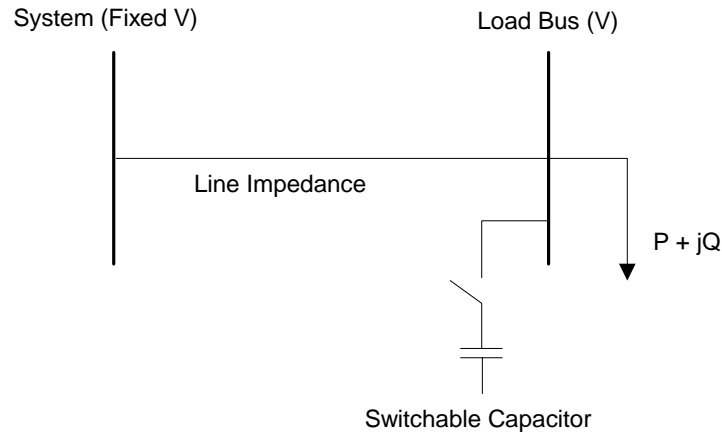 System (Fixed V)
Load Bus (V)
Line Impedance
P + jQ
Switchable Capacitor